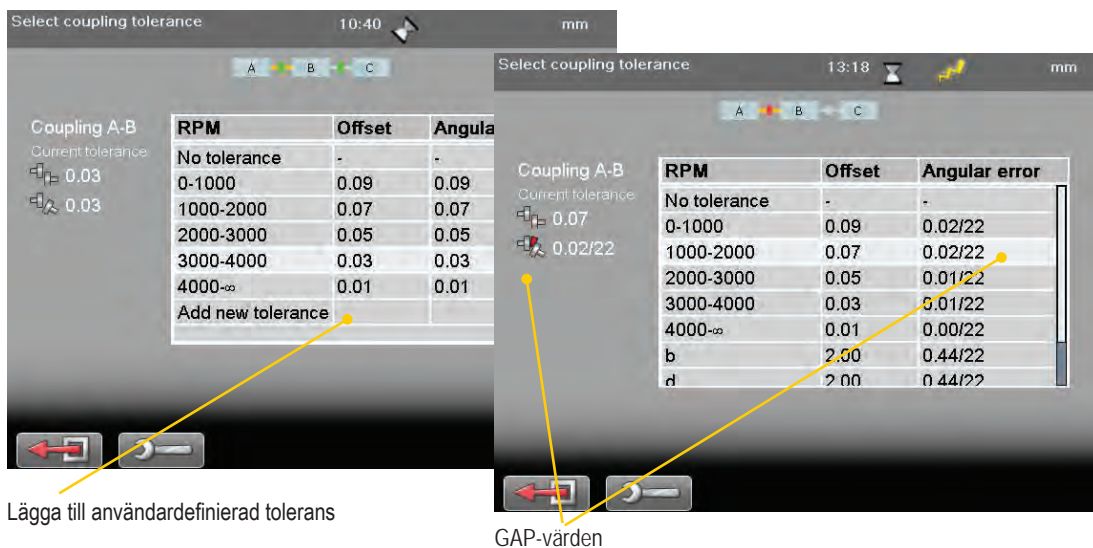 Select coupling tolerance 10:40 mm
A B C
Coupling A-B
Current tolerance
0.03
0.03
RPM Offset Angula
No tolerance - -
0-1000 0.09 0.09
1000-2000 0.07 0.07
2000-3000 0.05 0.05
3000-4000 0.03 0.03
4000-∞ 0.01 0.01
Add new tolerance
Lägga till användardefinierad tolerans
Select coupling tolerance 13:18 mm
A B C
Coupling A-B
Current tolerance
0.07
0.02/22
RPM Offset Angular error
No tolerance - -
0-1000 0.09 0.02/22
1000-2000 0.07 0.02/22
2000-3000 0.05 0.01/22
3000-4000 0.03 0.01/22
4000-∞ 0.01 0.00/22
b 2.00 0.44/22
d 2.00 0.44/22
GAP-värden